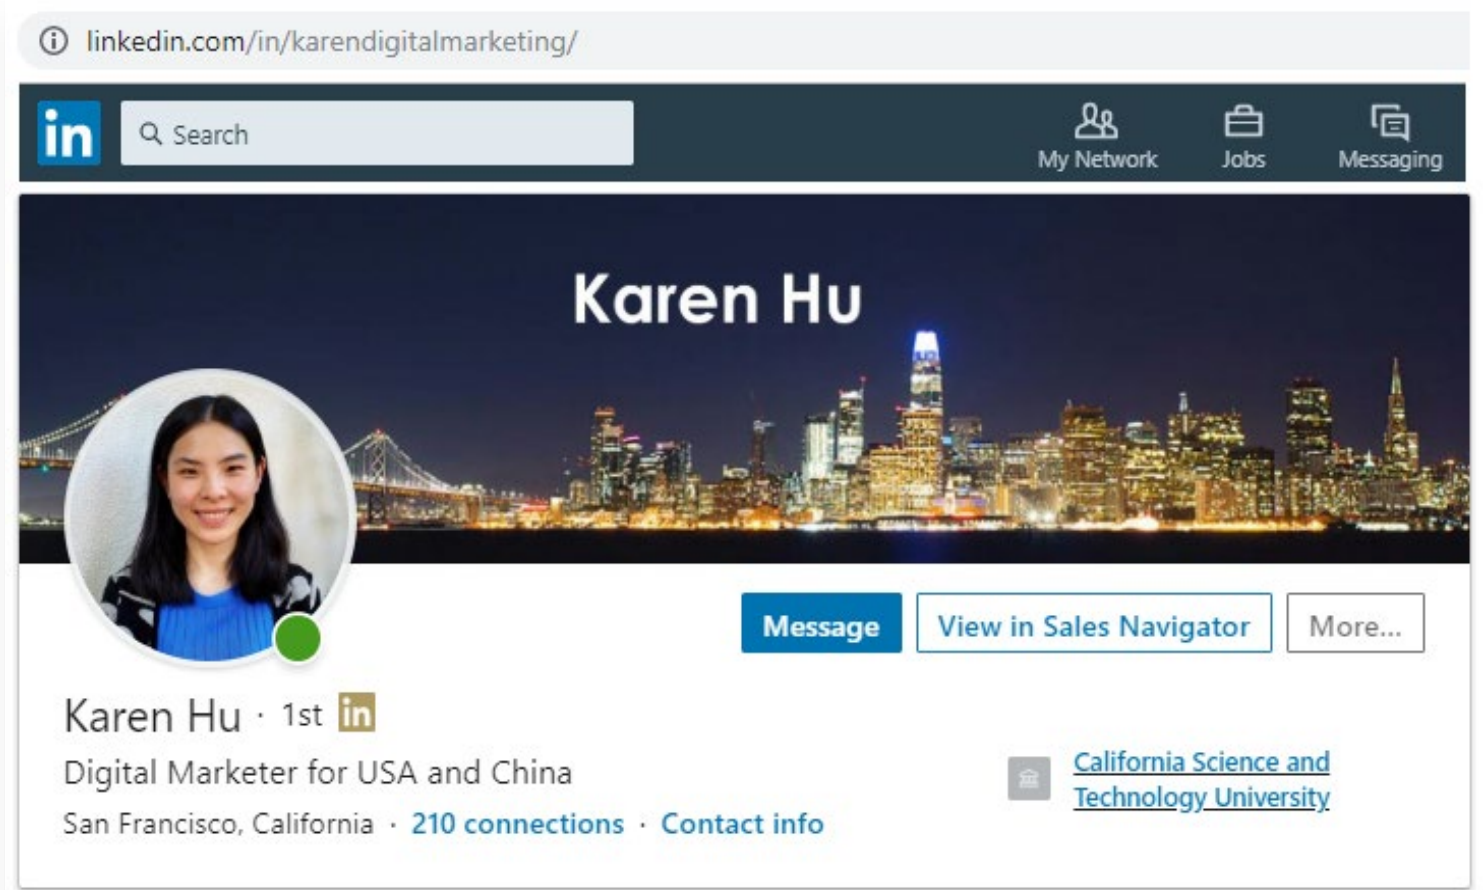 linkedin.com/in/karendigitalmarketing/
in Search My Network Jobs Messaging
Karen Hu
Message View in Sales Navigator More...
Karen Hu · 1st in
Digital Marketer for USA and China
San Francisco, California · 210 connections · Contact info
California Science and
Technology University